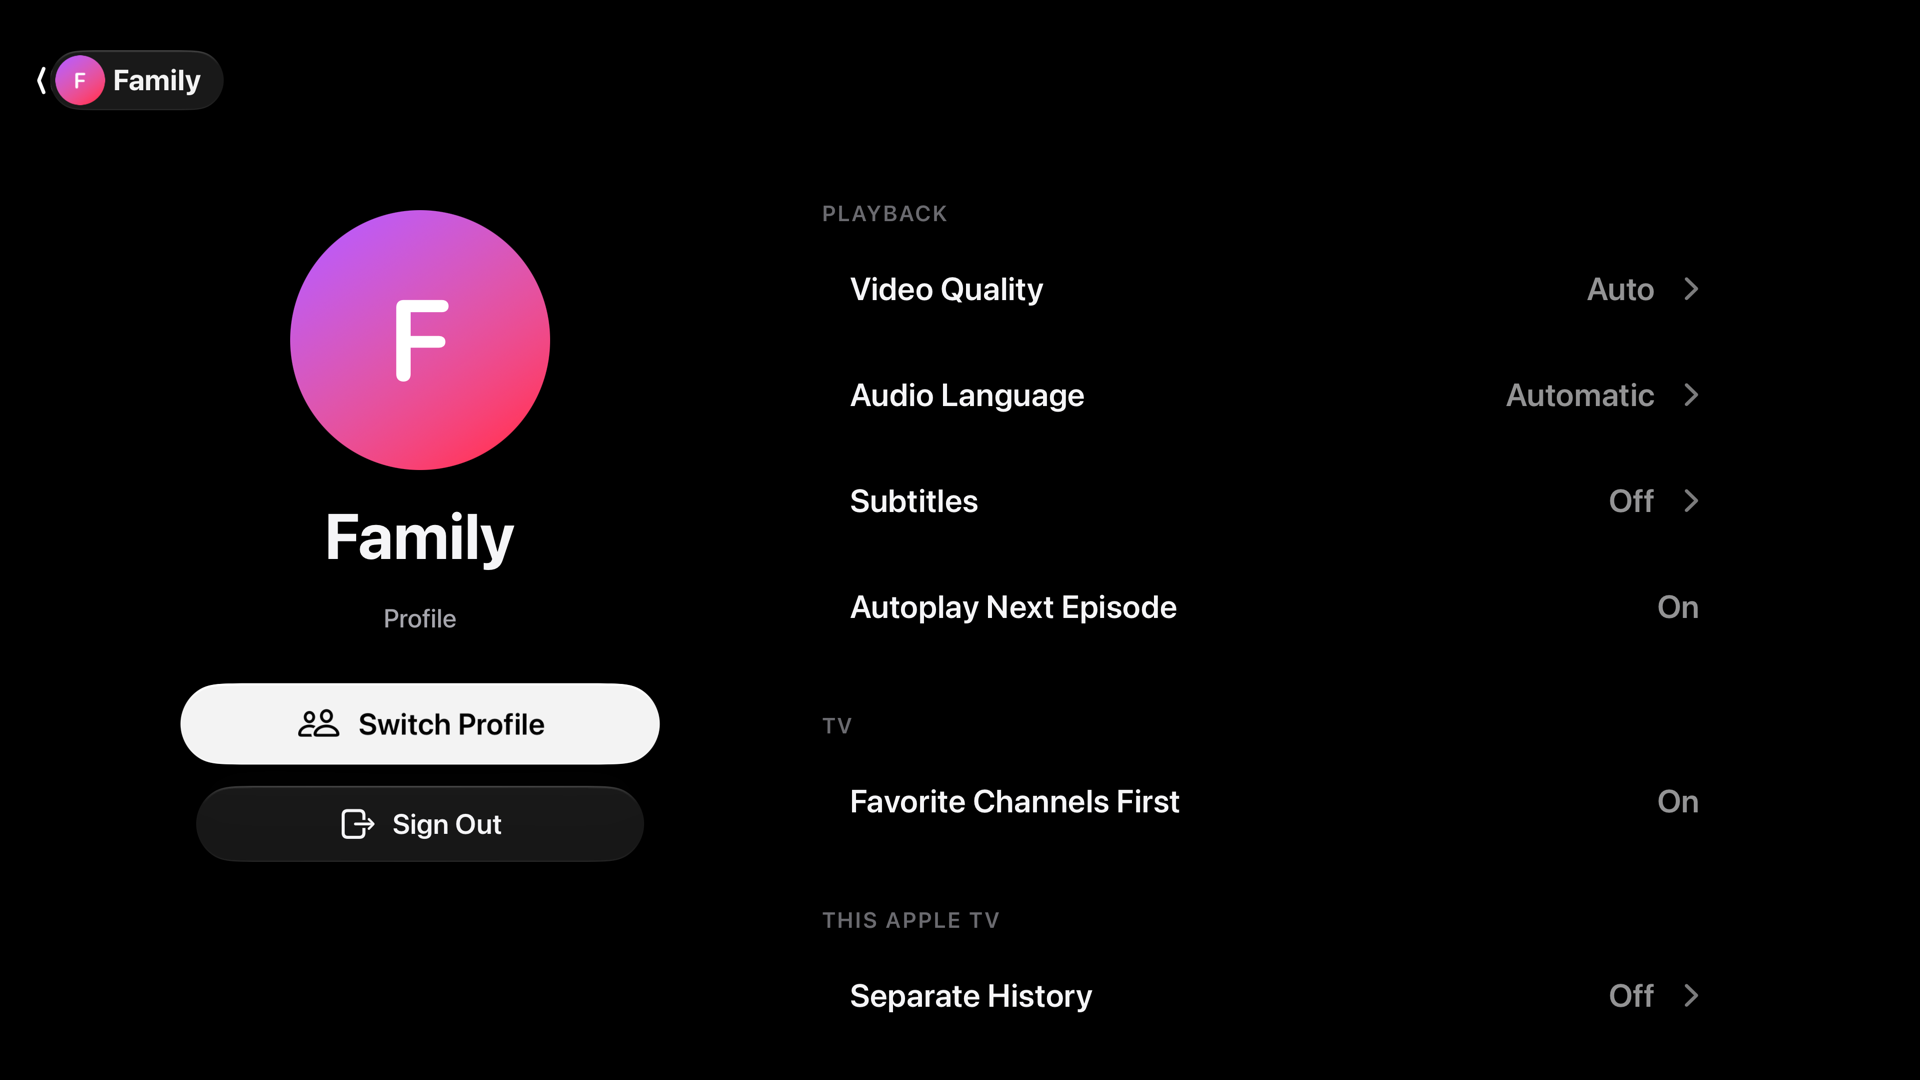 F Family
F
Family
Profile
Switch Profile
Sign Out
PLAYBACK
Video Quality Auto
Audio Language Automatic
Subtitles Off
Autoplay Next Episode On
TV
Favorite Channels First On
THIS APPLE TV
Separate History Off